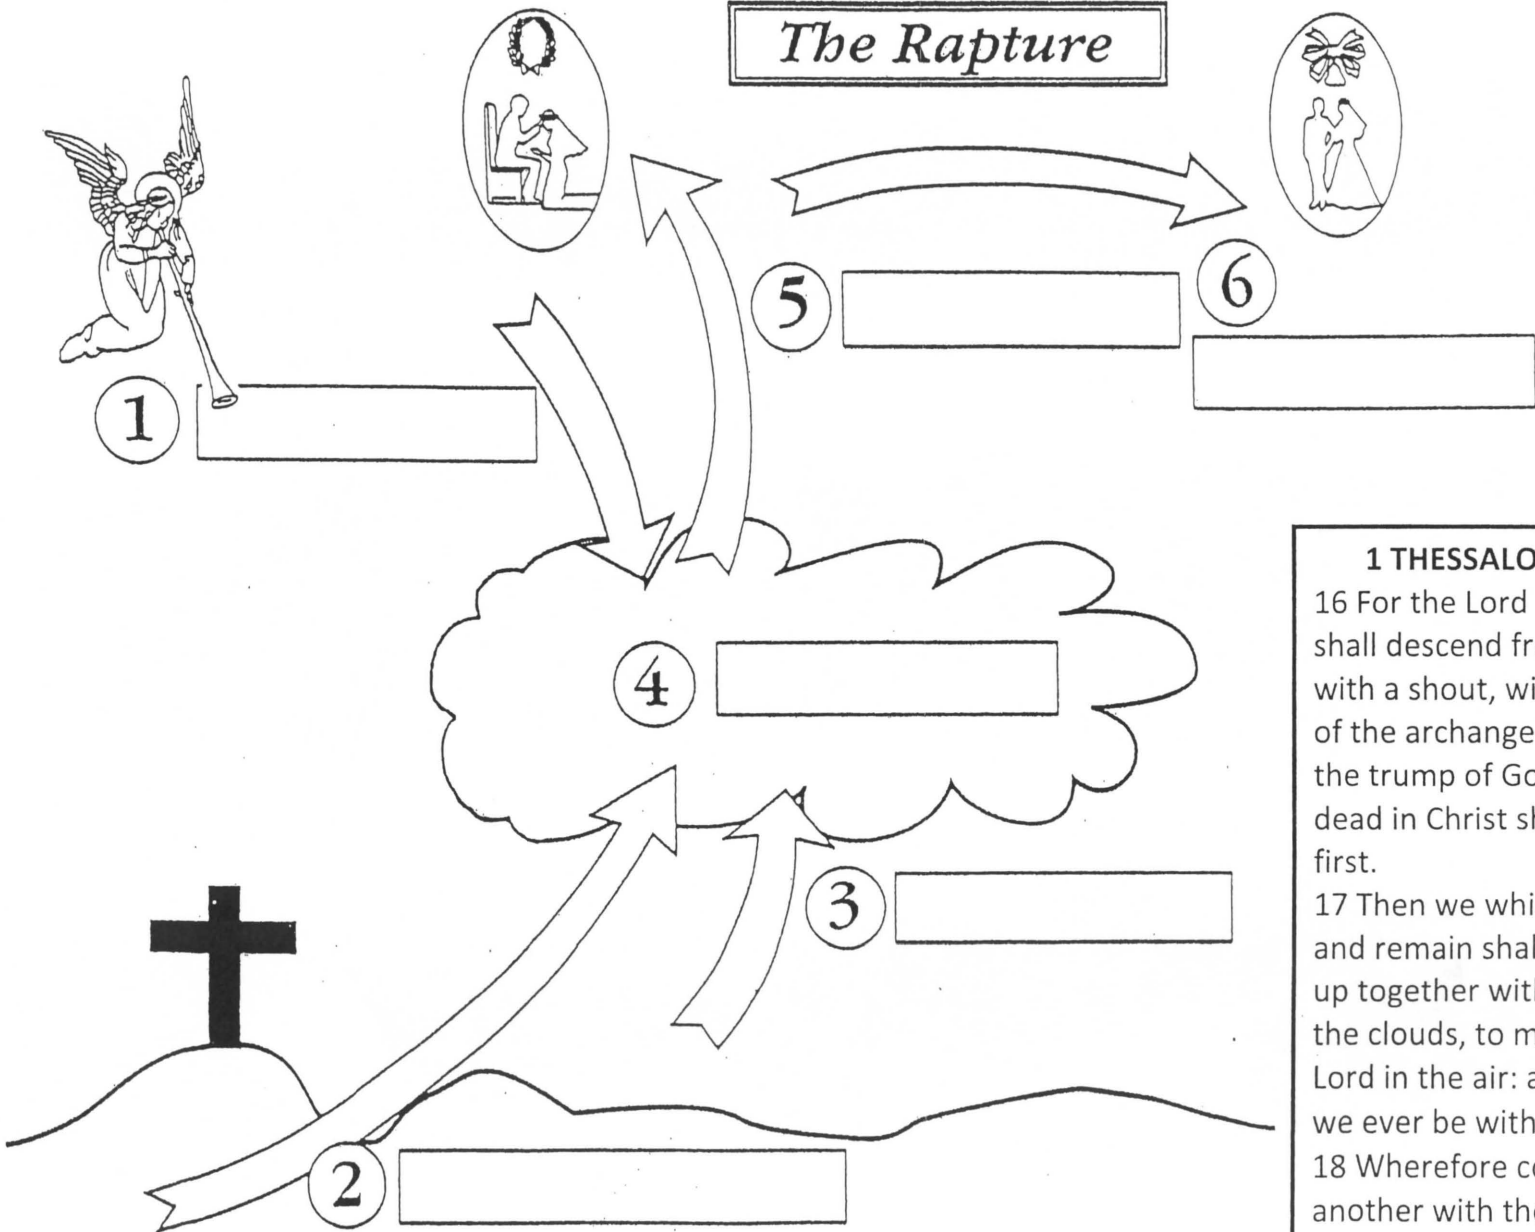 The Rapture
1
5
6
4
3
2
1 THESSALO
16 For the Lord
shall descend fr
with a shout, wi
of the archange
the trump of Go
dead in Christ sh
first.
17 Then we whi
and remain shal
up together with
the clouds, to m
Lord in the air: a
we ever be with
18 Wherefore co
another with the